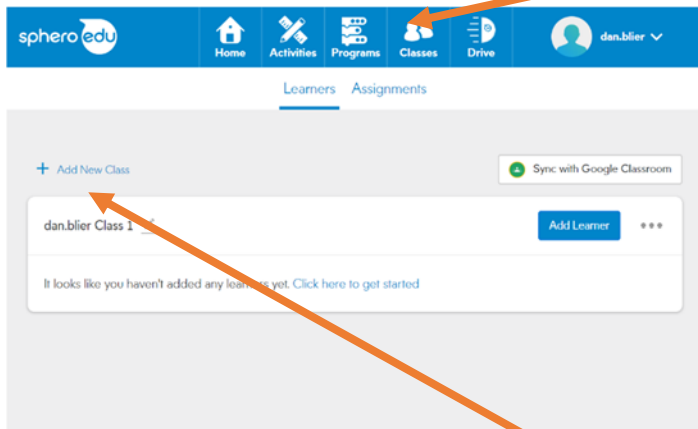 sphero edu
Home Activities Programs Classes Drive
dan.blier
Learners Assignments
+ Add New Class
Sync with Google Classroom
dan.blier Class 1
Add Learner
It looks like you haven't added any learners yet. Click here to get started